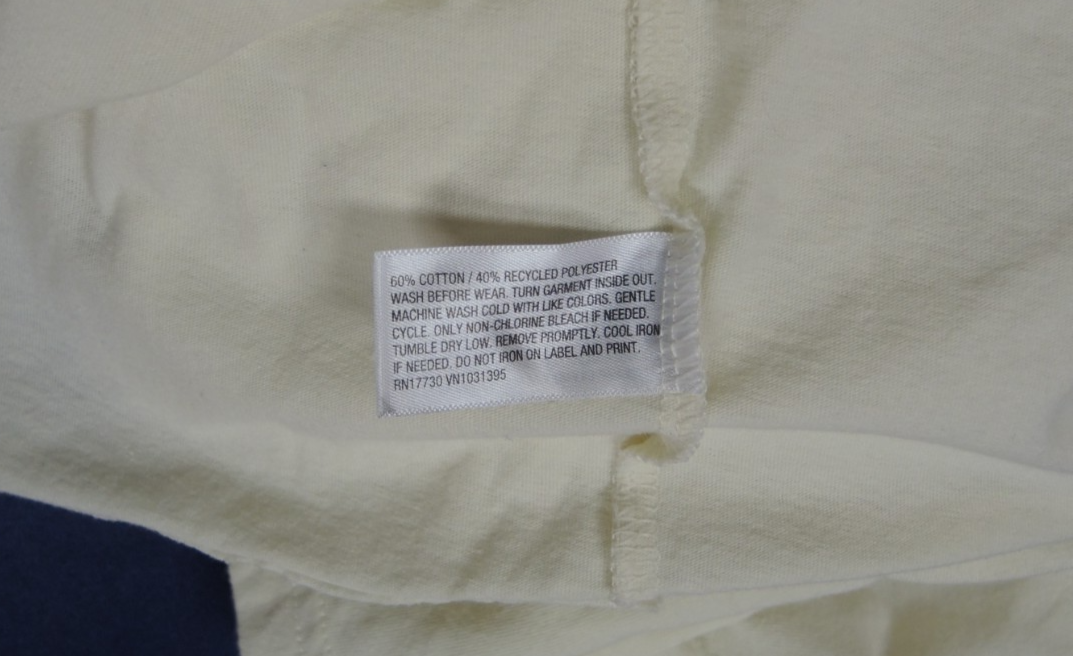 60% COTTON / 40% RECYCLED POLYESTER
WASH BEFORE WEAR. TURN GARMENT INSIDE OUT.
MACHINE WASH COLD WITH LIKE COLORS. GENTLE
CYCLE. ONLY NON-CHLORINE BLEACH IF NEEDED.
TUMBLE DRY LOW. REMOVE PROMPTLY. COOL IRON
IF NEEDED. DO NOT IRON ON LABEL AND PRINT.
RN17730 VN1031395